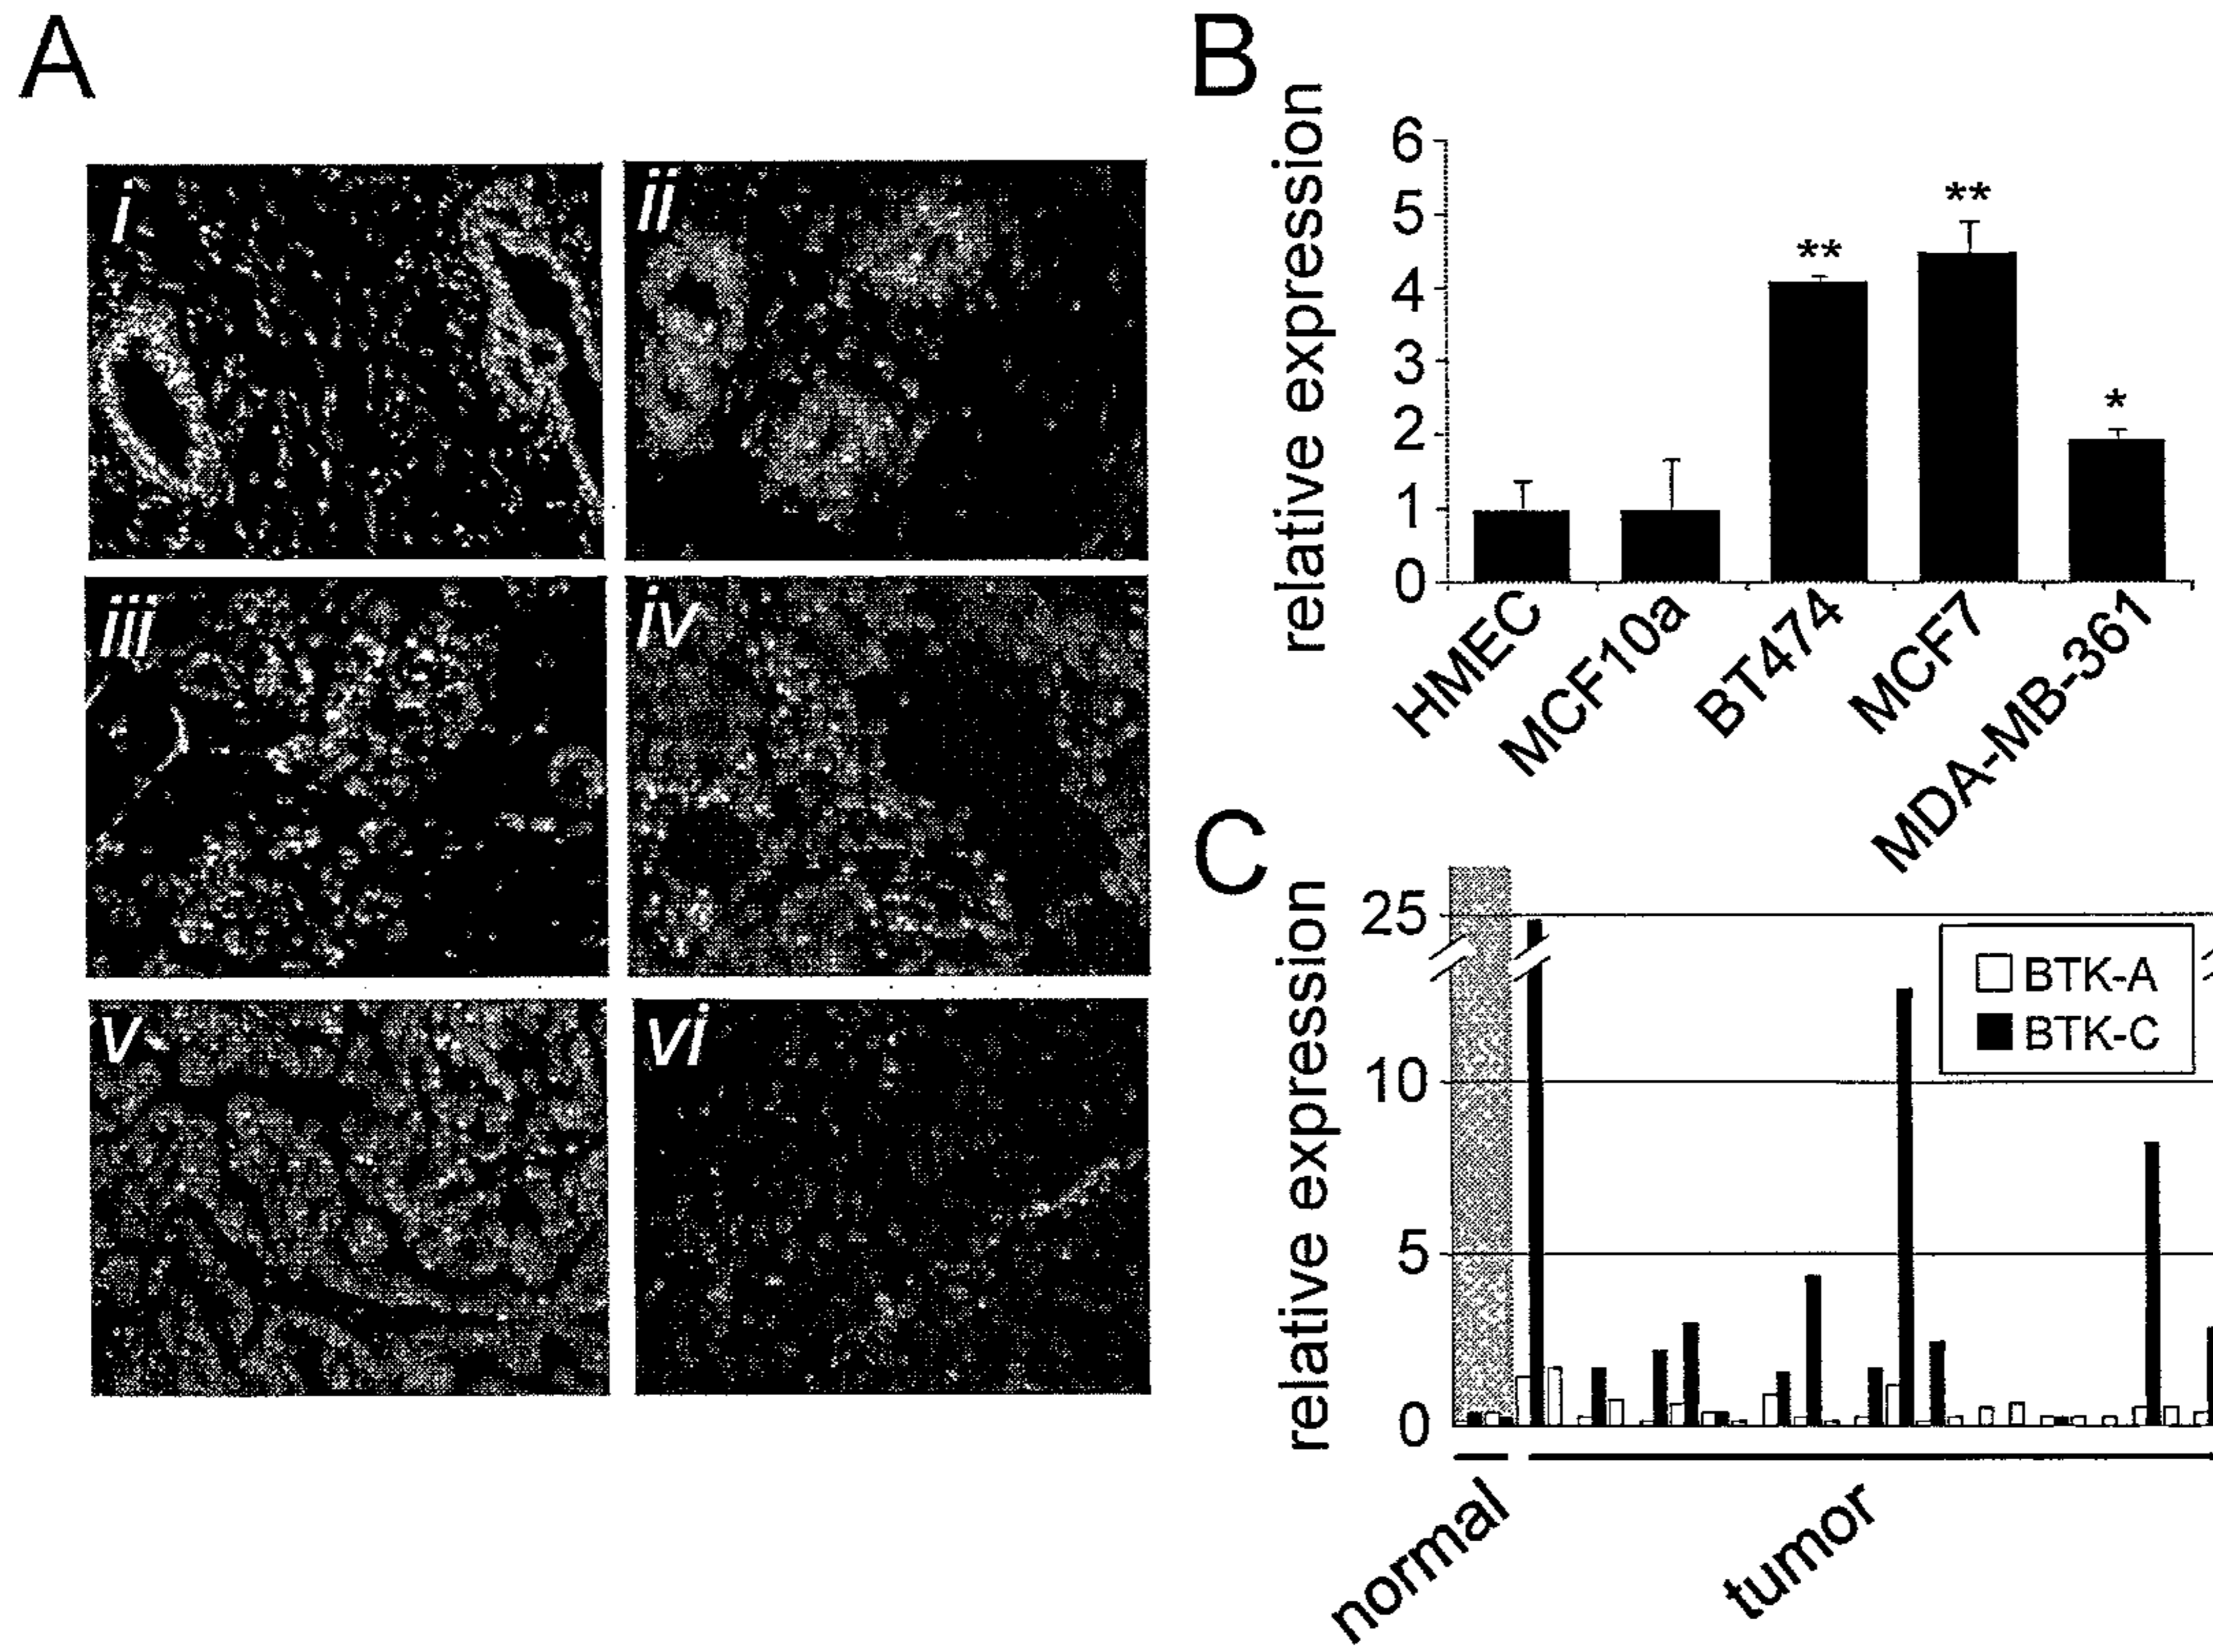 A
i
ii
iii
iv
v
vi
B
relative expression
6
5
4
3
2
1
0
**
**
*
HMEC
MCF10a
BT474
MCF7
MDA-MB-361
C
relative expression
25
10
5
0
BTK-A
BTK-C
normal
tumor